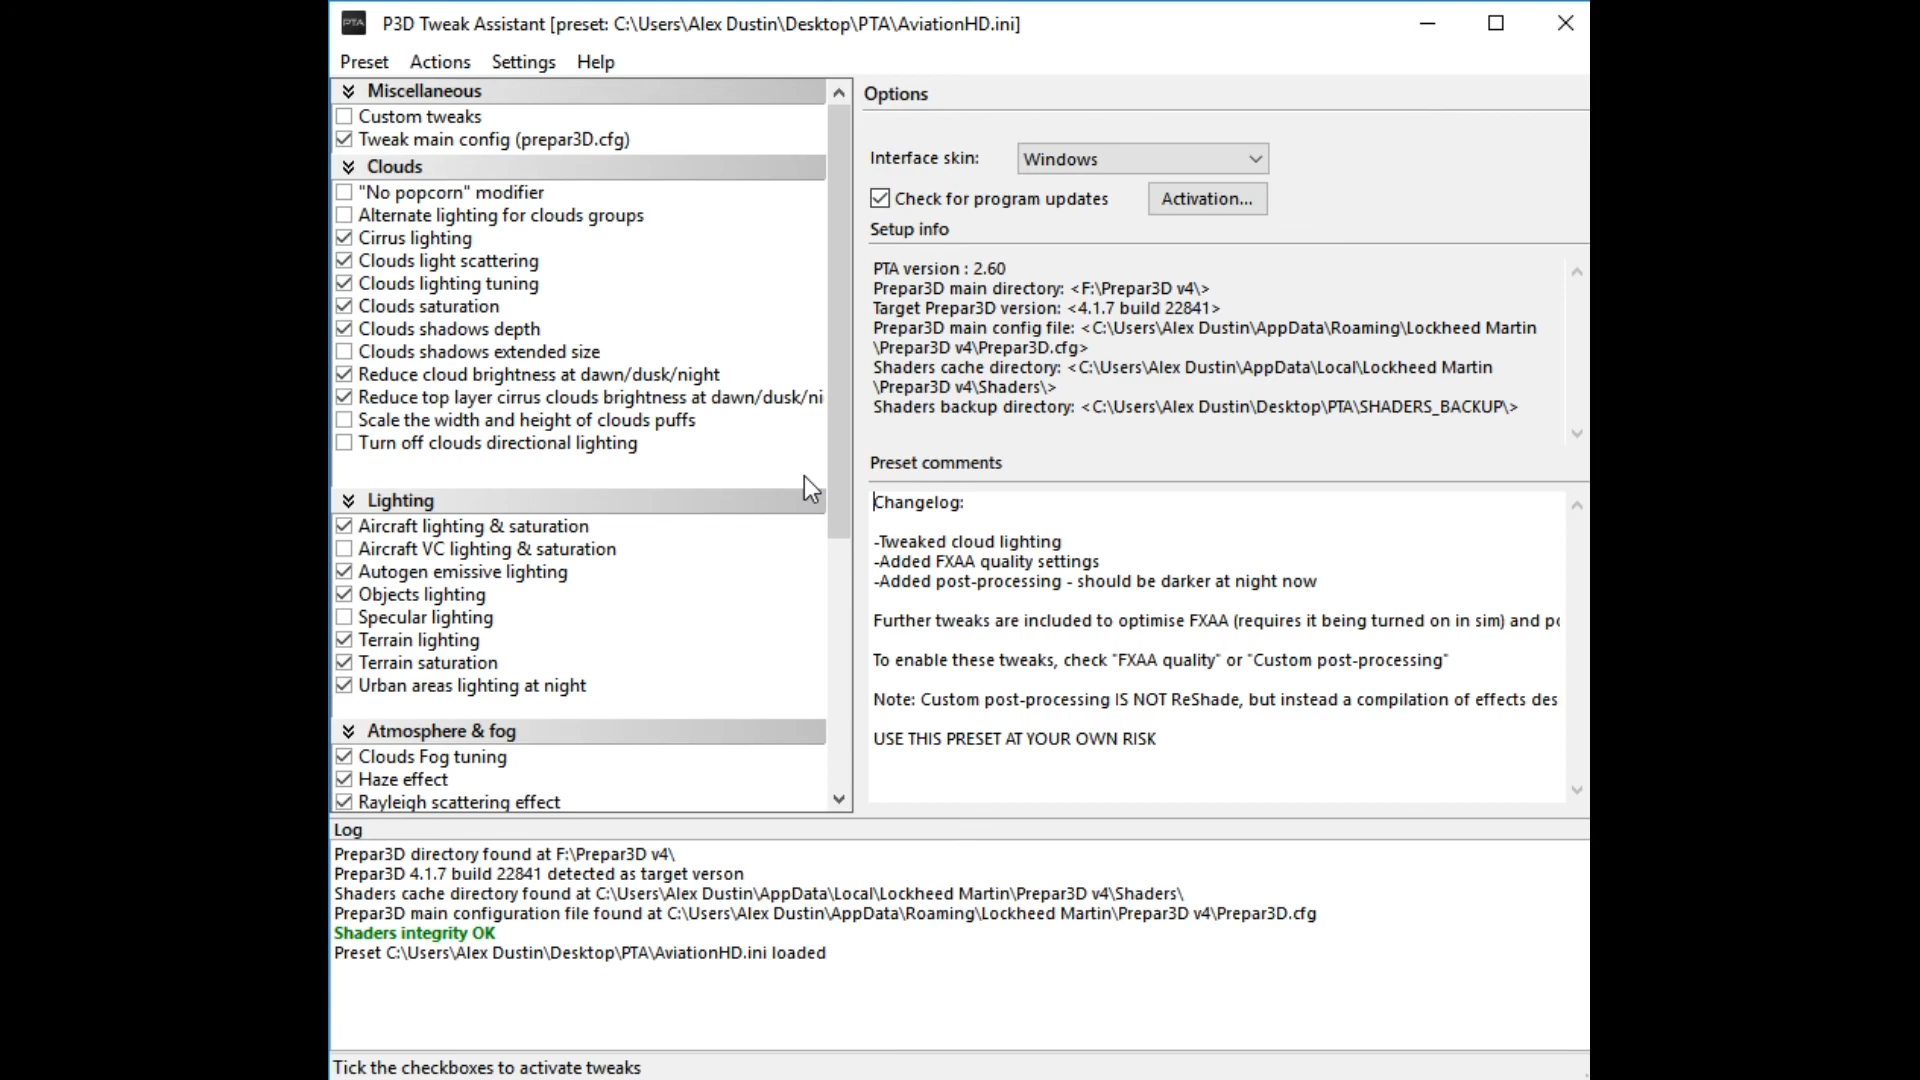 PTA
P3D Tweak Assistant [preset: C:\Users\Alex Dustin\Desktop\PTA\AviationHD.ini]
Preset Actions Settings Help
Miscellaneous
Custom tweaks
Tweak main config (prepar3D.cfg)
Clouds
"No popcorn" modifier
Alternate lighting for clouds groups
Cirrus lighting
Clouds light scattering
Clouds lighting tuning
Clouds saturation
Clouds shadows depth
Clouds shadows extended size
Reduce cloud brightness at dawn/dusk/night
Reduce top layer cirrus clouds brightness at dawn/dusk/ni
Scale the width and height of clouds puffs
Turn off clouds directional lighting
Lighting
Aircraft lighting & saturation
Aircraft VC lighting & saturation
Autogen emissive lighting
Objects lighting
Specular lighting
Terrain lighting
Terrain saturation
Urban areas lighting at night
Atmosphere & fog
Clouds Fog tuning
Haze effect
Rayleigh scattering effect
Options
Interface skin: Windows
Check for program updates Activation...
Setup info
PTA version : 2.60
Prepar3D main directory: <F:\Prepar3D v4\>
Target Prepar3D version: <4.1.7 build 22841>
Prepar3D main config file: <C:\Users\Alex Dustin\AppData\Roaming\Lockheed Martin
\Prepar3D v4\Prepar3D.cfg>
Shaders cache directory: <C:\Users\Alex Dustin\AppData\Local\Lockheed Martin
\Prepar3D v4\Shaders\>
Shaders backup directory: <C:\Users\Alex Dustin\Desktop\PTA\SHADERS_BACKUP\>
Preset comments
Changelog:
-Tweaked cloud lighting
-Added FXAA quality settings
-Added post-processing - should be darker at night now
Further tweaks are included to optimise FXAA (requires it being turned on in sim) and po
To enable these tweaks, check "FXAA quality" or "Custom post-processing"
Note: Custom post-processing IS NOT ReShade, but instead a compilation of effects des
USE THIS PRESET AT YOUR OWN RISK
Log
Prepar3D directory found at F:\Prepar3D v4\
Prepar3D 4.1.7 build 22841 detected as target verson
Shaders cache directory found at C:\Users\Alex Dustin\AppData\Local\Lockheed Martin\Prepar3D v4\Shaders\
Prepar3D main configuration file found at C:\Users\Alex Dustin\AppData\Roaming\Lockheed Martin\Prepar3D v4\Prepar3D.cfg
Shaders integrity OK
Preset C:\Users\Alex Dustin\Desktop\PTA\AviationHD.ini loaded
Tick the checkboxes to activate tweaks